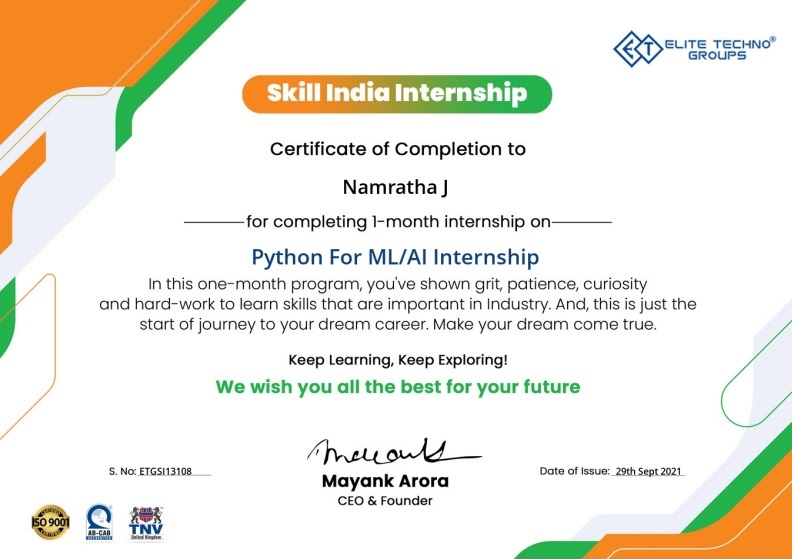 ELITE TECHNO®
GROUPS
Skill India Internship
Certificate of Completion to
Namratha J
for completing 1-month internship on
Python For ML/AI Internship
In this one-month program, you've shown grit, patience, curiosity
and hard-work to learn skills that are important in Industry. And, this is just the
start of journey to your dream career. Make your dream come true.
Keep Learning, Keep Exploring!
We wish you all the best for your future
S. No: ETGSI13108
Mayank Arora
CEO & Founder
Date of Issue: 29th Sept 2021
ISO 9001
AB-CAB
TNV
United Kingdom